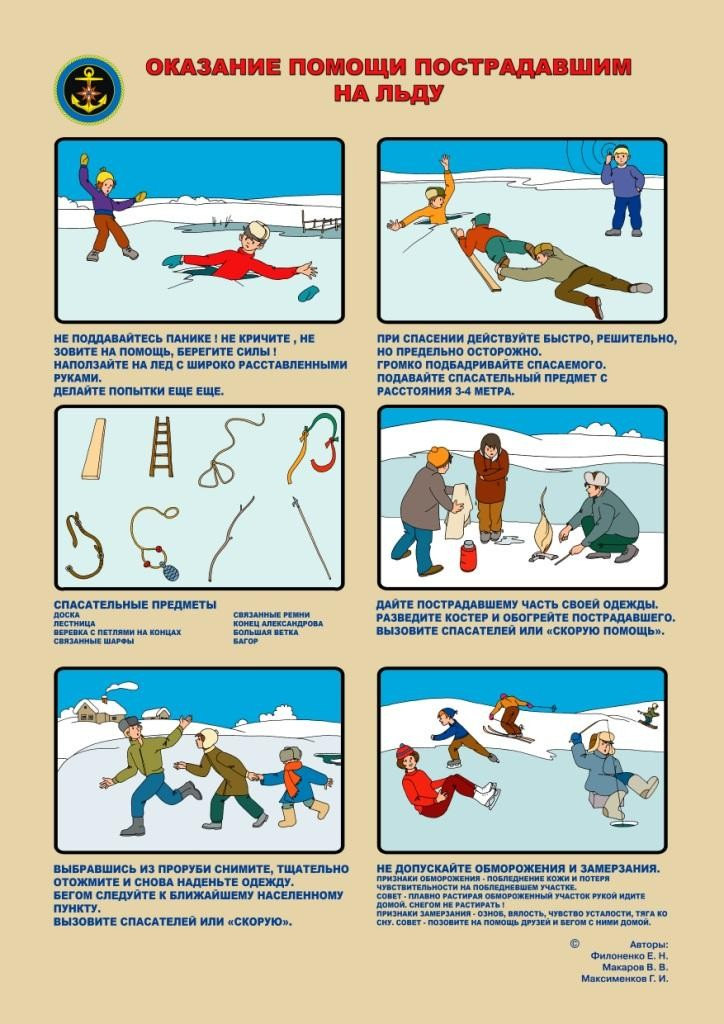 ОКАЗАНИЕ ПОМОЩИ ПОСТРАДАВШИМ
НА ЛЬДУ
НЕ ПОДДАВАЙТЕСЬ ПАНИКЕ ! НЕ КРИЧИТЕ , НЕ
ЗОВИТЕ НА ПОМОЩЬ, БЕРЕГИТЕ СИЛЫ !
НАПОЛЗАЙТЕ НА ЛЕД С ШИРОКО РАССТАВЛЕННЫМИ
РУКАМИ.
ДЕЛАЙТЕ ПОПЫТКИ ЕЩЕ ЕЩЕ.
ПРИ СПАСЕНИИ ДЕЙСТВУЙТЕ БЫСТРО, РЕШИТЕЛЬНО,
НО ПРЕДЕЛЬНО ОСТОРОЖНО.
ГРОМКО ПОДБАДРИВАЙТЕ СПАСАЕМОГО.
ПОДАВАЙТЕ СПАСАТЕЛЬНЫЙ ПРЕДМЕТ С
РАССТОЯНИЯ 3-4 МЕТРА.
СПАСАТЕЛЬНЫЕ ПРЕДМЕТЫ
ДОСКА
ЛЕСТНИЦА
ВЕРЕВКА С ПЕТЛЯМИ НА КОНЦАХ
СВЯЗАННЫЕ ШАРФЫ
СВЯЗАННЫЕ РЕМНИ
КОНЕЦ АЛЕКСАНДРОВА
БОЛЬШАЯ ВЕТКА
БАГОР
ДАЙТЕ ПОСТРАДАВШЕМУ ЧАСТЬ СВОЕЙ ОДЕЖДЫ.
РАЗВЕДИТЕ КОСТЕР И ОБОГРЕЙТЕ ПОСТРАДАВШЕГО.
ВЫЗОВИТЕ СПАСАТЕЛЕЙ ИЛИ «СКОРУЮ ПОМОЩЬ».
ВЫБРАВШИСЬ ИЗ ПРОРУБИ СНИМИТЕ, ТЩАТЕЛЬНО
ОТОЖМИТЕ И СНОВА НАДЕНЬТЕ ОДЕЖДУ.
БЕГОМ СЛЕДУЙТЕ К БЛИЖАЙШЕМУ НАСЕЛЕННОМУ
ПУНКТУ.
ВЫЗОВИТЕ СПАСАТЕЛЕЙ ИЛИ «СКОРУЮ».
НЕ ДОПУСКАЙТЕ ОБМОРОЖЕНИЯ И ЗАМЕРЗАНИЯ.
ПРИЗНАКИ ОБМОРОЖЕНИЯ - ПОБЛЕДНЕНИЕ КОЖИ И ПОТЕРЯ
ЧУВСТВИТЕЛЬНОСТИ НА ПОБЛЕДНЕВШЕМ УЧАСТКЕ.
СОВЕТ - ПЛАВНО РАСТИРАЯ ОБМОРОЖЕННЫЙ УЧАСТОК РУКОЙ ИДИТЕ
ДОМОЙ. СНЕГОМ НЕ РАСТИРАТЬ !
ПРИЗНАКИ ЗАМЕРЗАНИЯ - ОЗНОБ, ВЯЛОСТЬ, ЧУВСТВО УСТАЛОСТИ, ТЯГА КО
СНУ. СОВЕТ - ПОЗОВИТЕ НА ПОМОЩЬ ДРУЗЕЙ И БЕГОМ С НИМИ ДОМОЙ.
© Авторы:
Филоненко Е. Н.
Макаров В. В.
Максименков Г. И.